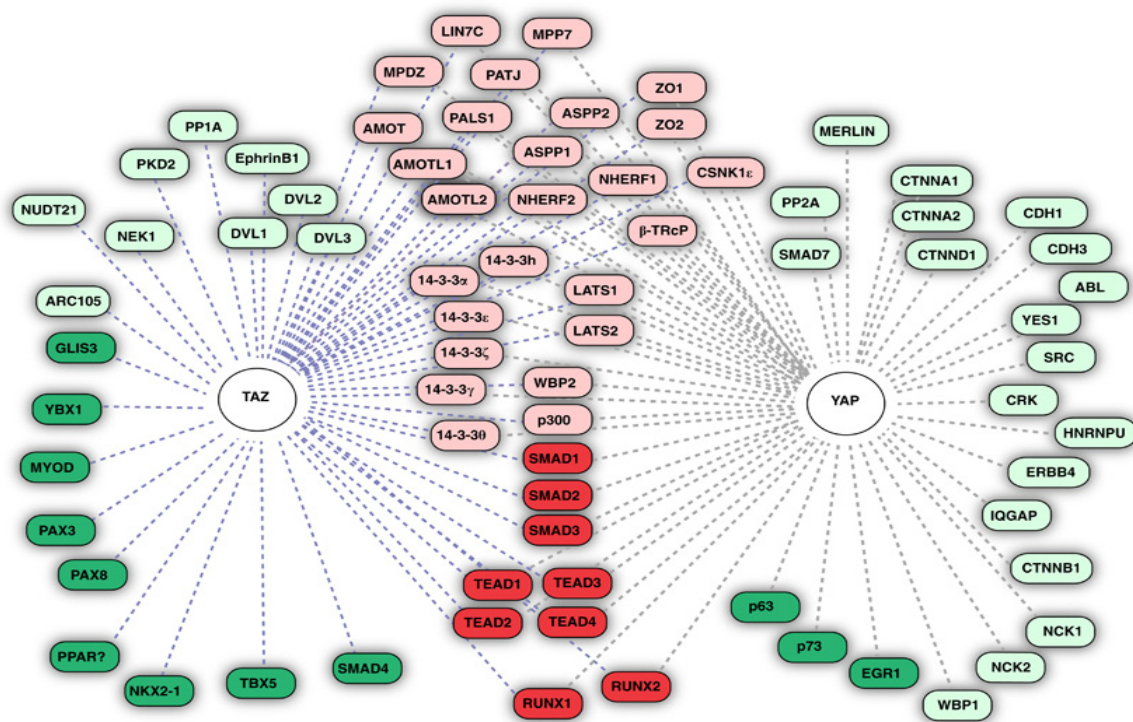 LIN7C
MPP7
MPDZ
PATJ
ZO1
PP1A
AMOT
PALS1
ASPP2
ZO2
MERLIN
PKD2
EphrinB1
AMOTL1
ASPP1
CSNK1ε
CTNNA1
NUDT21
DVL2
AMOTL2
NHERF2
NHERF1
PP2A
CTNNA2
CDH1
NEK1
DVL1
DVL3
β-TRcP
SMAD7
CTNND1
CDH3
14-3-3h
14-3-3α
LATS1
ABL
ARC105
14-3-3ε
LATS2
YES1
GLIS3
14-3-3ζ
SRC
TAZ
14-3-3γ
WBP2
YAP
CRK
YBX1
p300
14-3-3θ
HNRNPU
MYOD
SMAD1
ERBB4
SMAD2
PAX3
SMAD3
IQGAP
PAX8
TEAD1
TEAD3
CTNNB1
TEAD2
TEAD4
p63
p73
NCK1
PPAR?
SMAD4
EGR1
NCK2
NKX2-1
TBX5
RUNX1
RUNX2
WBP1